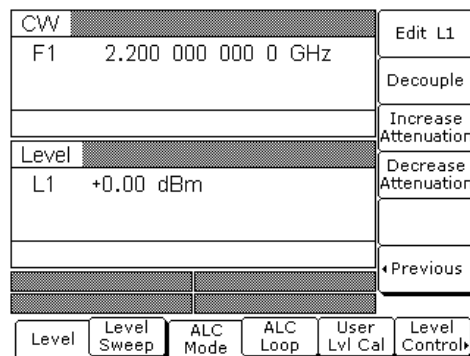 CW
F1 2.200 000 000 0 GHz
Level
L1 +0.00 dBm
Edit L1
Decouple
Increase
Attenuation
Decrease
Attenuation
Previous
Level
Level
Sweep
ALC
Mode
ALC
Loop
User
Lvl Cal
Level
Control